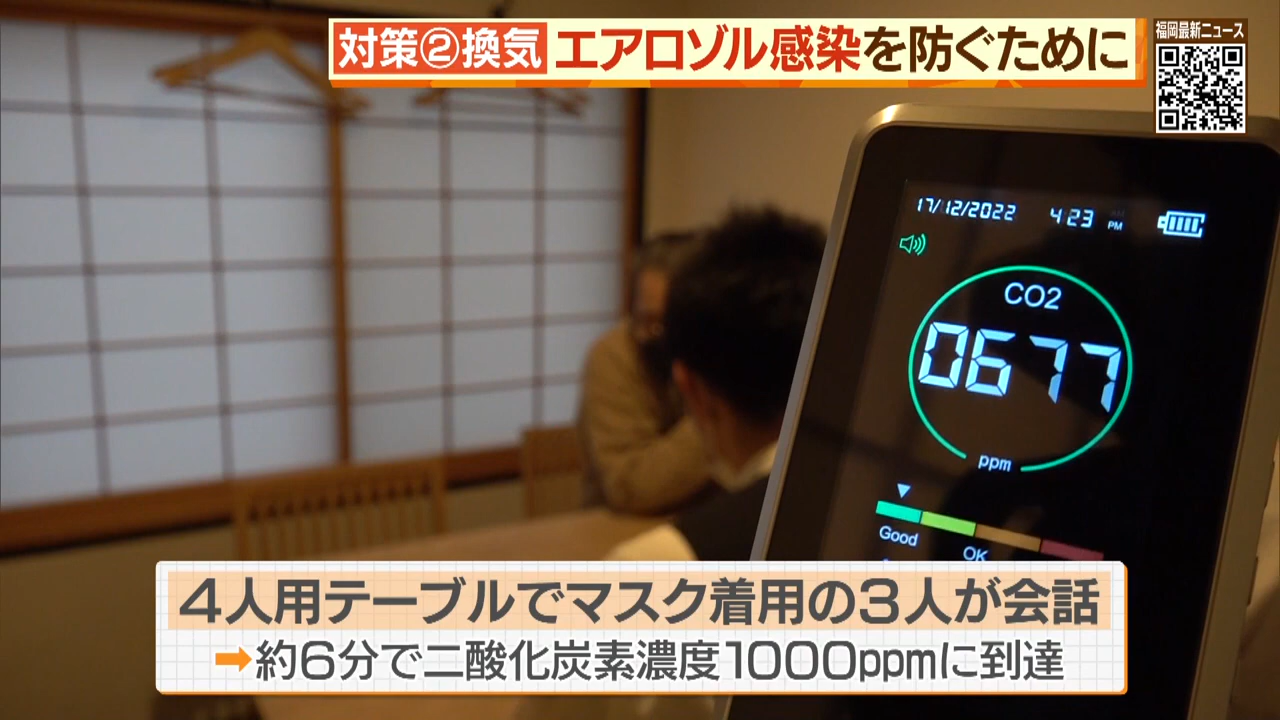 対策②換気 エアロゾル感染を防ぐために
福岡最新ニュース
17/12/2022 4:23 PM
CO2
0677
ppm
Good
OK
4人用テーブルでマスク着用の3人が会話
➡約6分で二酸化炭素濃度1000ppmに到達